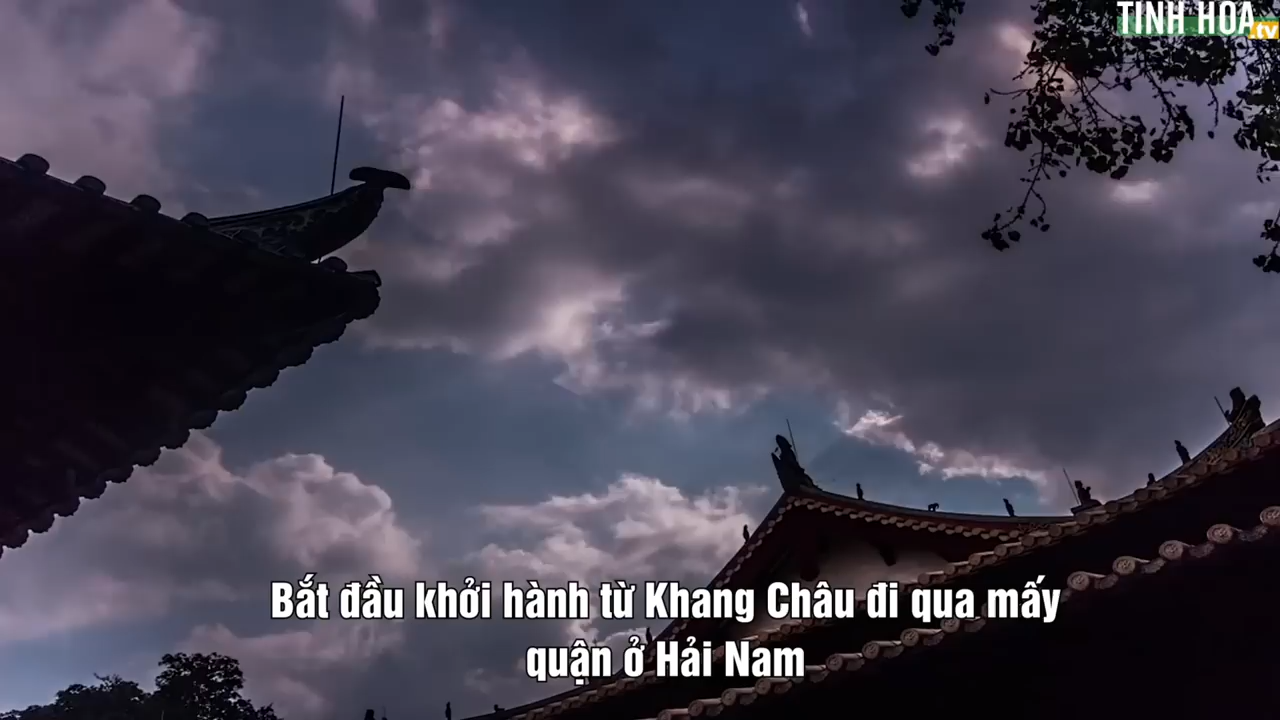 TINH HOA
.tv
Bắt đầu khởi hành từ Khang Châu đi qua mấy
quận ở Hải Nam